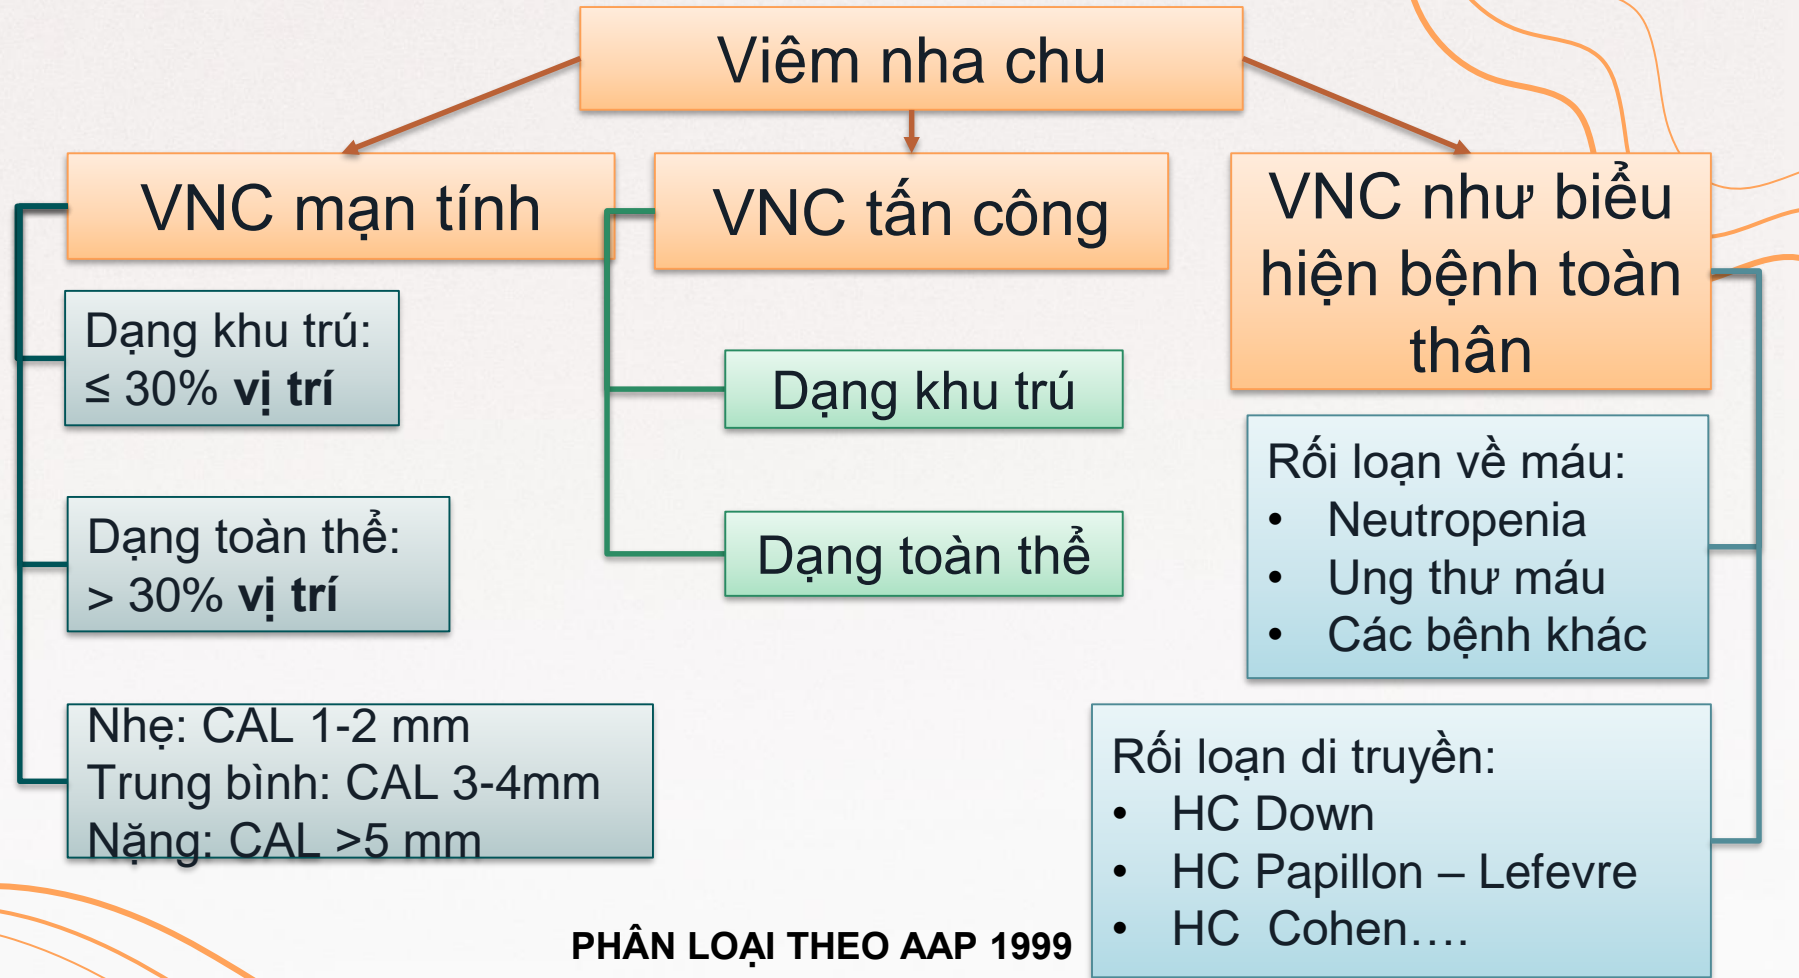 Viêm nha chu
VNC mạn tính
Dạng khu trú:
≤ 30% vị trí
Dạng toàn thể:
> 30% vị trí
Nhẹ: CAL 1-2 mm
Trung bình: CAL 3-4mm
Nặng: CAL >5 mm
VNC tấn công
Dạng khu trú
Dạng toàn thể
VNC như biểu
hiện bệnh toàn
thân
Rối loạn về máu:
• Neutropenia
• Ung thư máu
• Các bệnh khác
Rối loạn di truyền:
• HC Down
• HC Papillon – Lefevre
• HC Cohen….
PHÂN LOẠI THEO AAP 1999